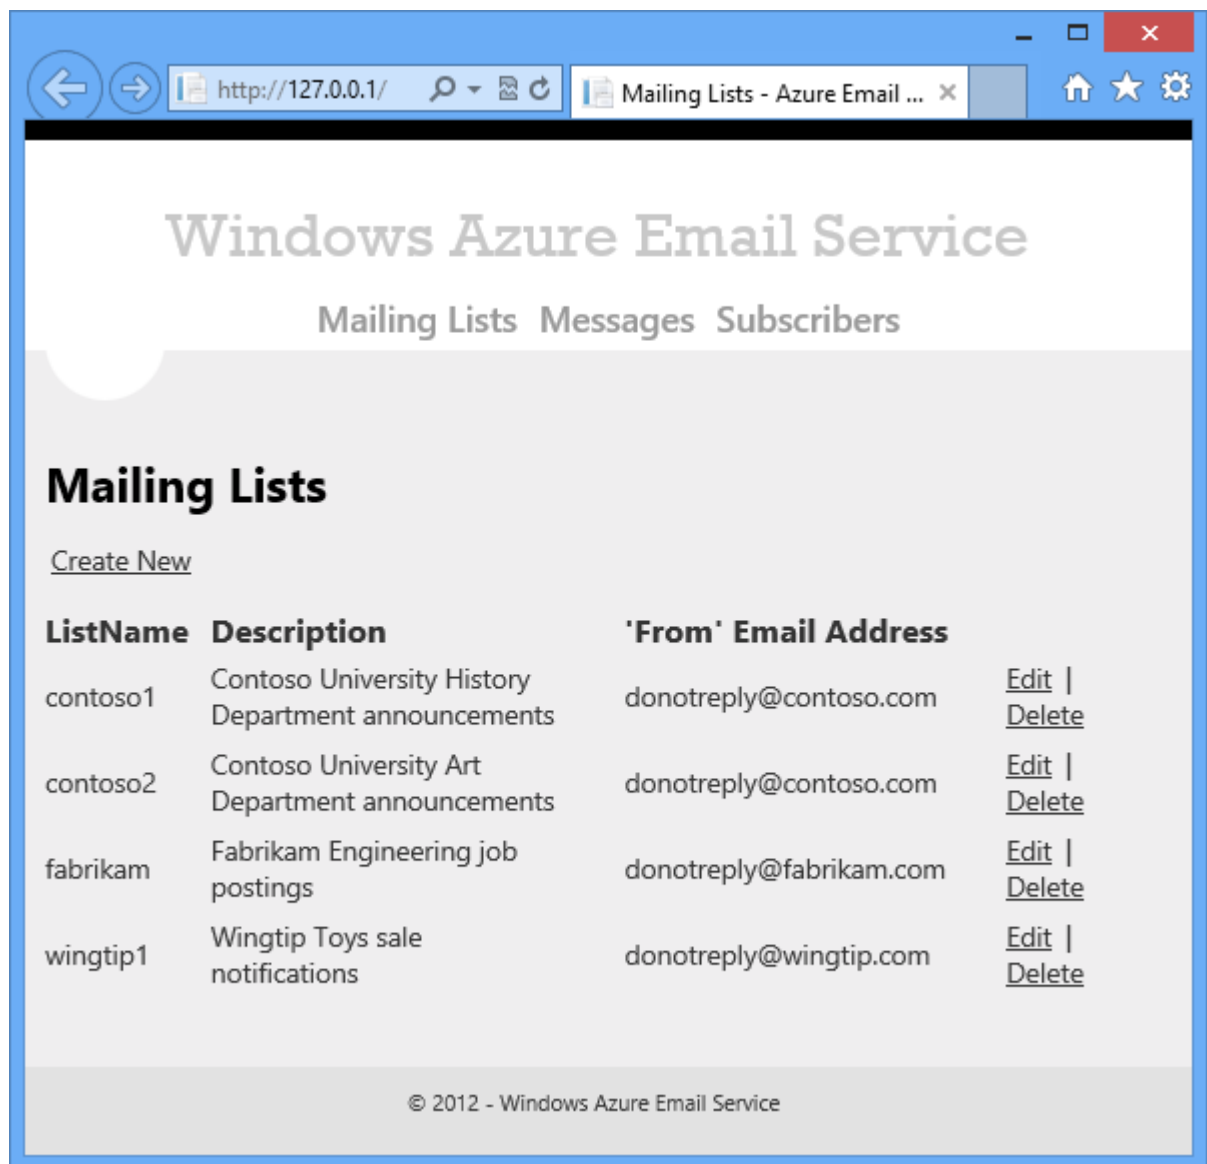 http://127.0.0.1/
Mailing Lists - Azure Email ...
Windows Azure Email Service
Mailing Lists Messages Subscribers
Mailing Lists
Create New
ListName Description 'From' Email Address
contoso1 Contoso University History Department announcements donotreply@contoso.com Edit | Delete
contoso2 Contoso University Art Department announcements donotreply@contoso.com Edit | Delete
fabrikam Fabrikam Engineering job postings donotreply@fabrikam.com Edit | Delete
wingtip1 Wingtip Toys sale notifications donotreply@wingtip.com Edit | Delete
© 2012 - Windows Azure Email Service